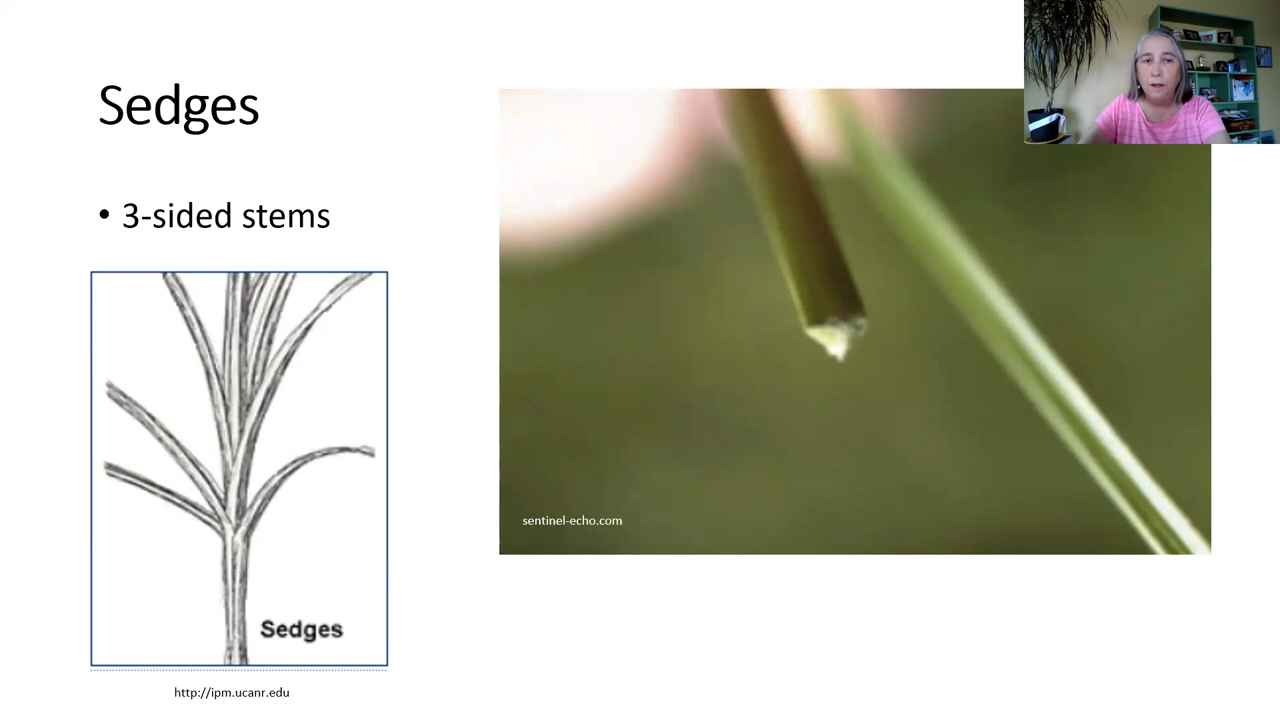 Sedges
• 3-sided stems
sentinel-echo.com
Sedges
http://ipm.ucanr.edu